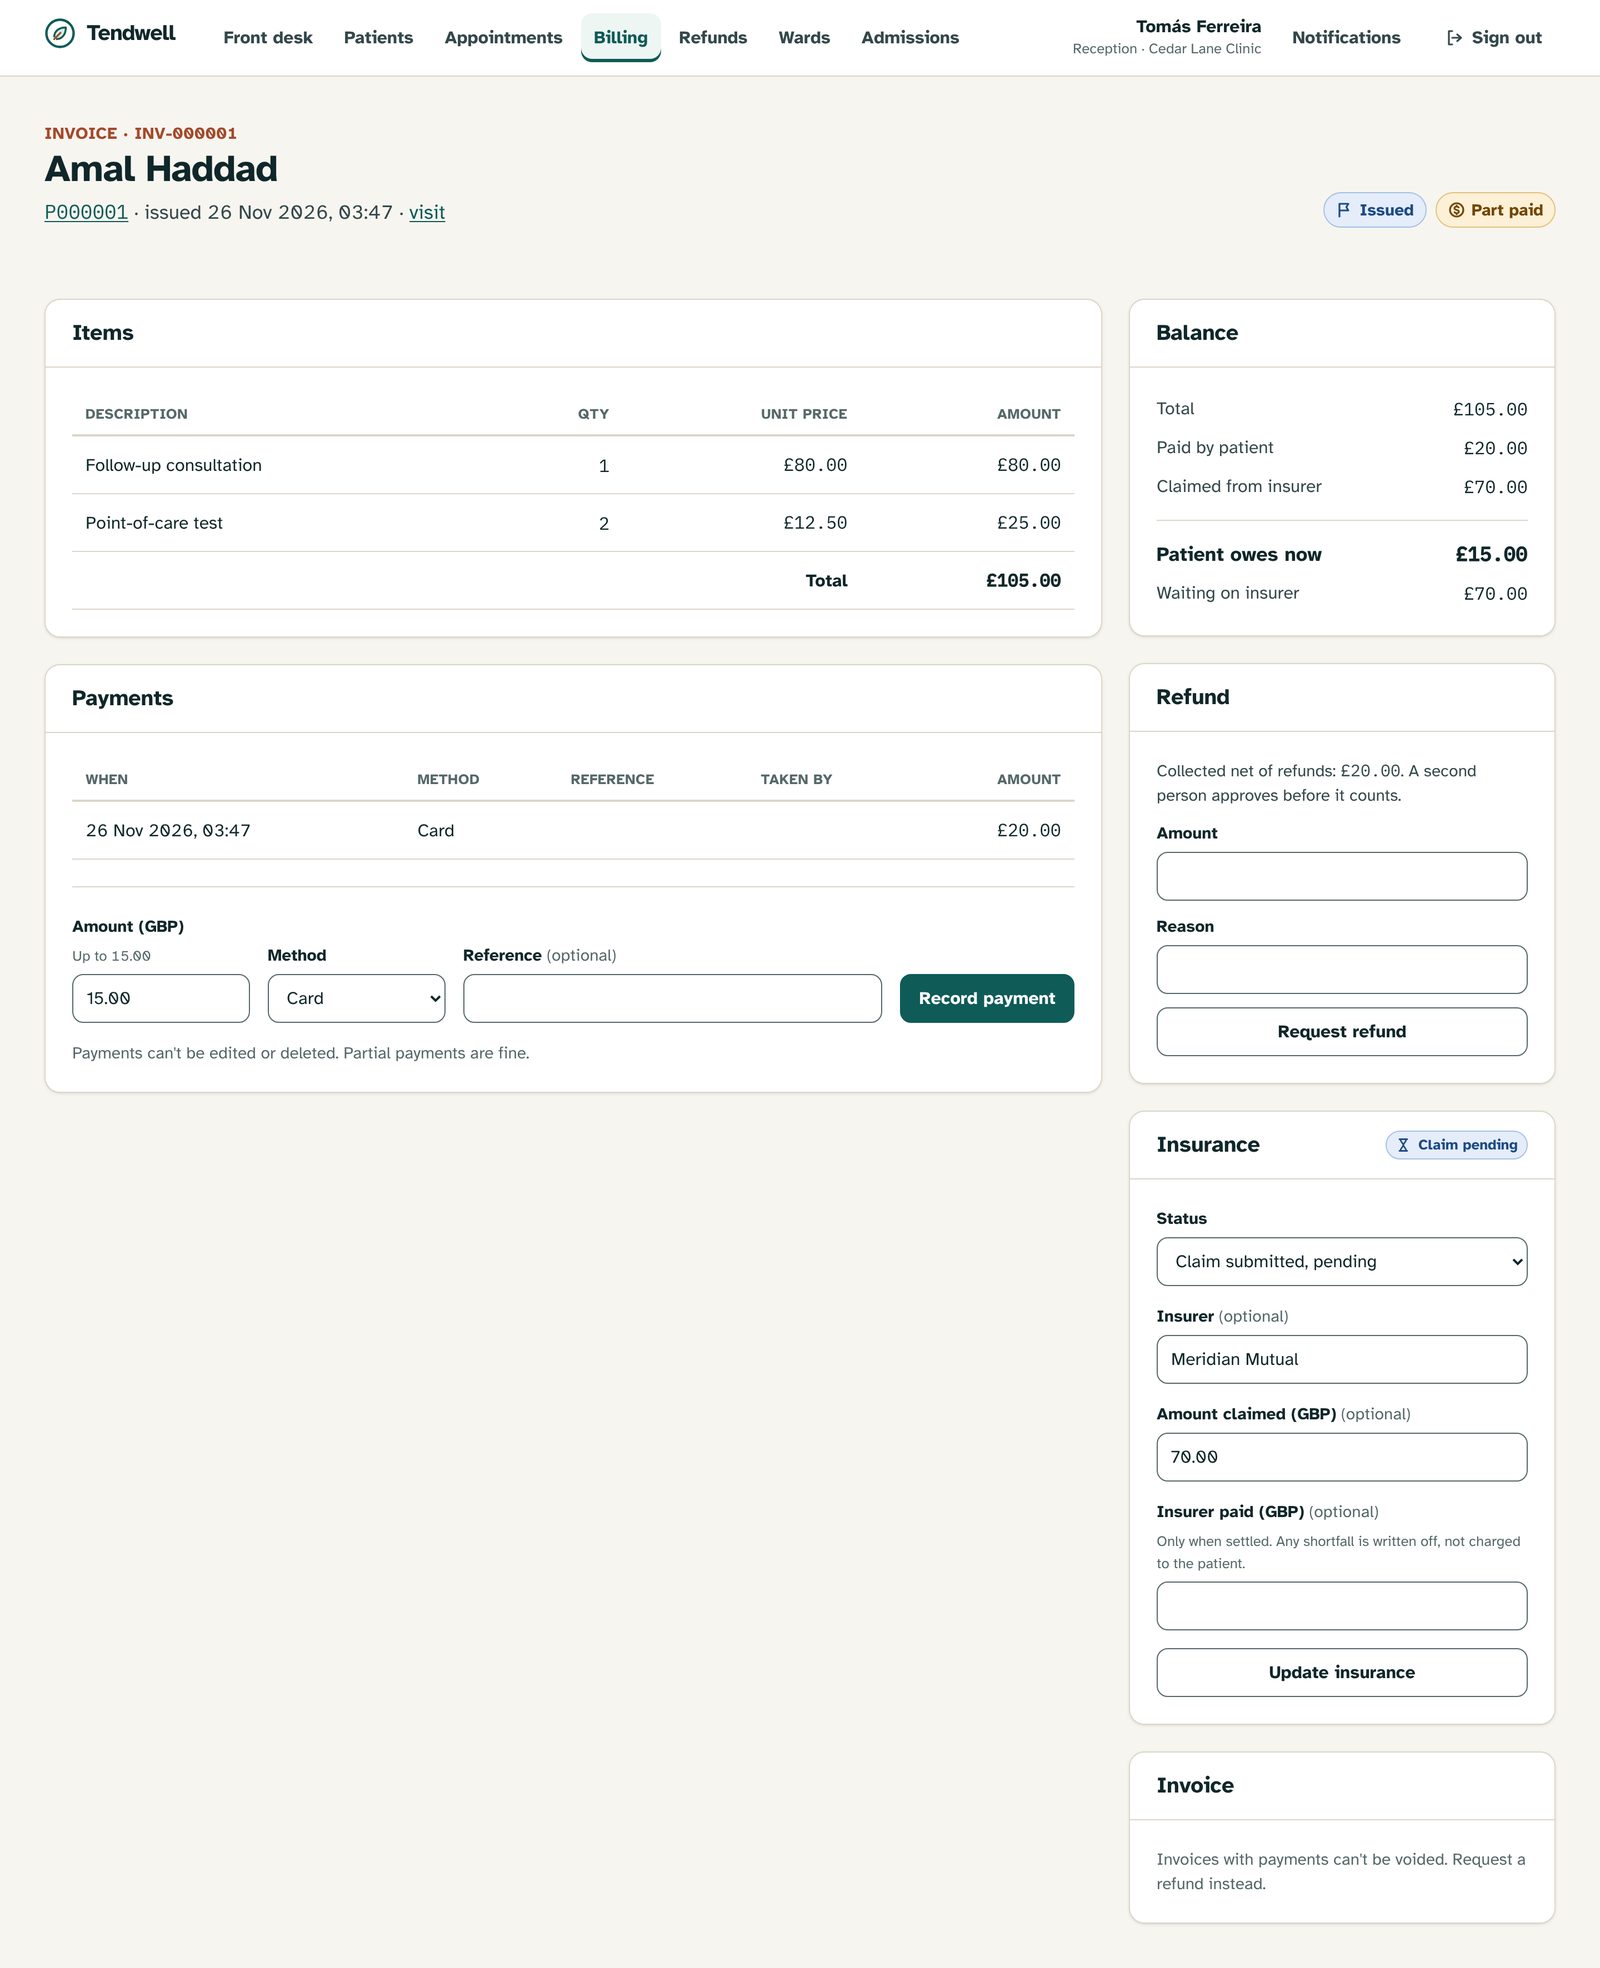 Tendwell
Front desk
Patients
Appointments
Billing
Refunds
Wards
Admissions
Tomás Ferreira
Reception · Cedar Lane Clinic
Notifications
Sign out
INVOICE · INV-000001
Amal Haddad
P000001 · issued 26 Nov 2026, 03:47 · visit
Issued
Part paid
Items
DESCRIPTION QTY UNIT PRICE AMOUNT
Follow-up consultation 1 £80.00 £80.00
Point-of-care test 2 £12.50 £25.00
Total £105.00
Balance
Total £105.00
Paid by patient £20.00
Claimed from insurer £70.00
Patient owes now £15.00
Waiting on insurer £70.00
Payments
WHEN METHOD REFERENCE TAKEN BY AMOUNT
26 Nov 2026, 03:47 Card £20.00
Amount (GBP)
Up to 15.00
15.00
Method
Card
Reference (optional)
Record payment
Payments can't be edited or deleted. Partial payments are fine.
Refund
Collected net of refunds: £20.00. A second
person approves before it counts.
Amount
Reason
Request refund
Insurance
Claim pending
Status
Claim submitted, pending
Insurer (optional)
Meridian Mutual
Amount claimed (GBP) (optional)
70.00
Insurer paid (GBP) (optional)
Only when settled. Any shortfall is written off, not charged
to the patient.
Update insurance
Invoice
Invoices with payments can't be voided. Request a
refund instead.